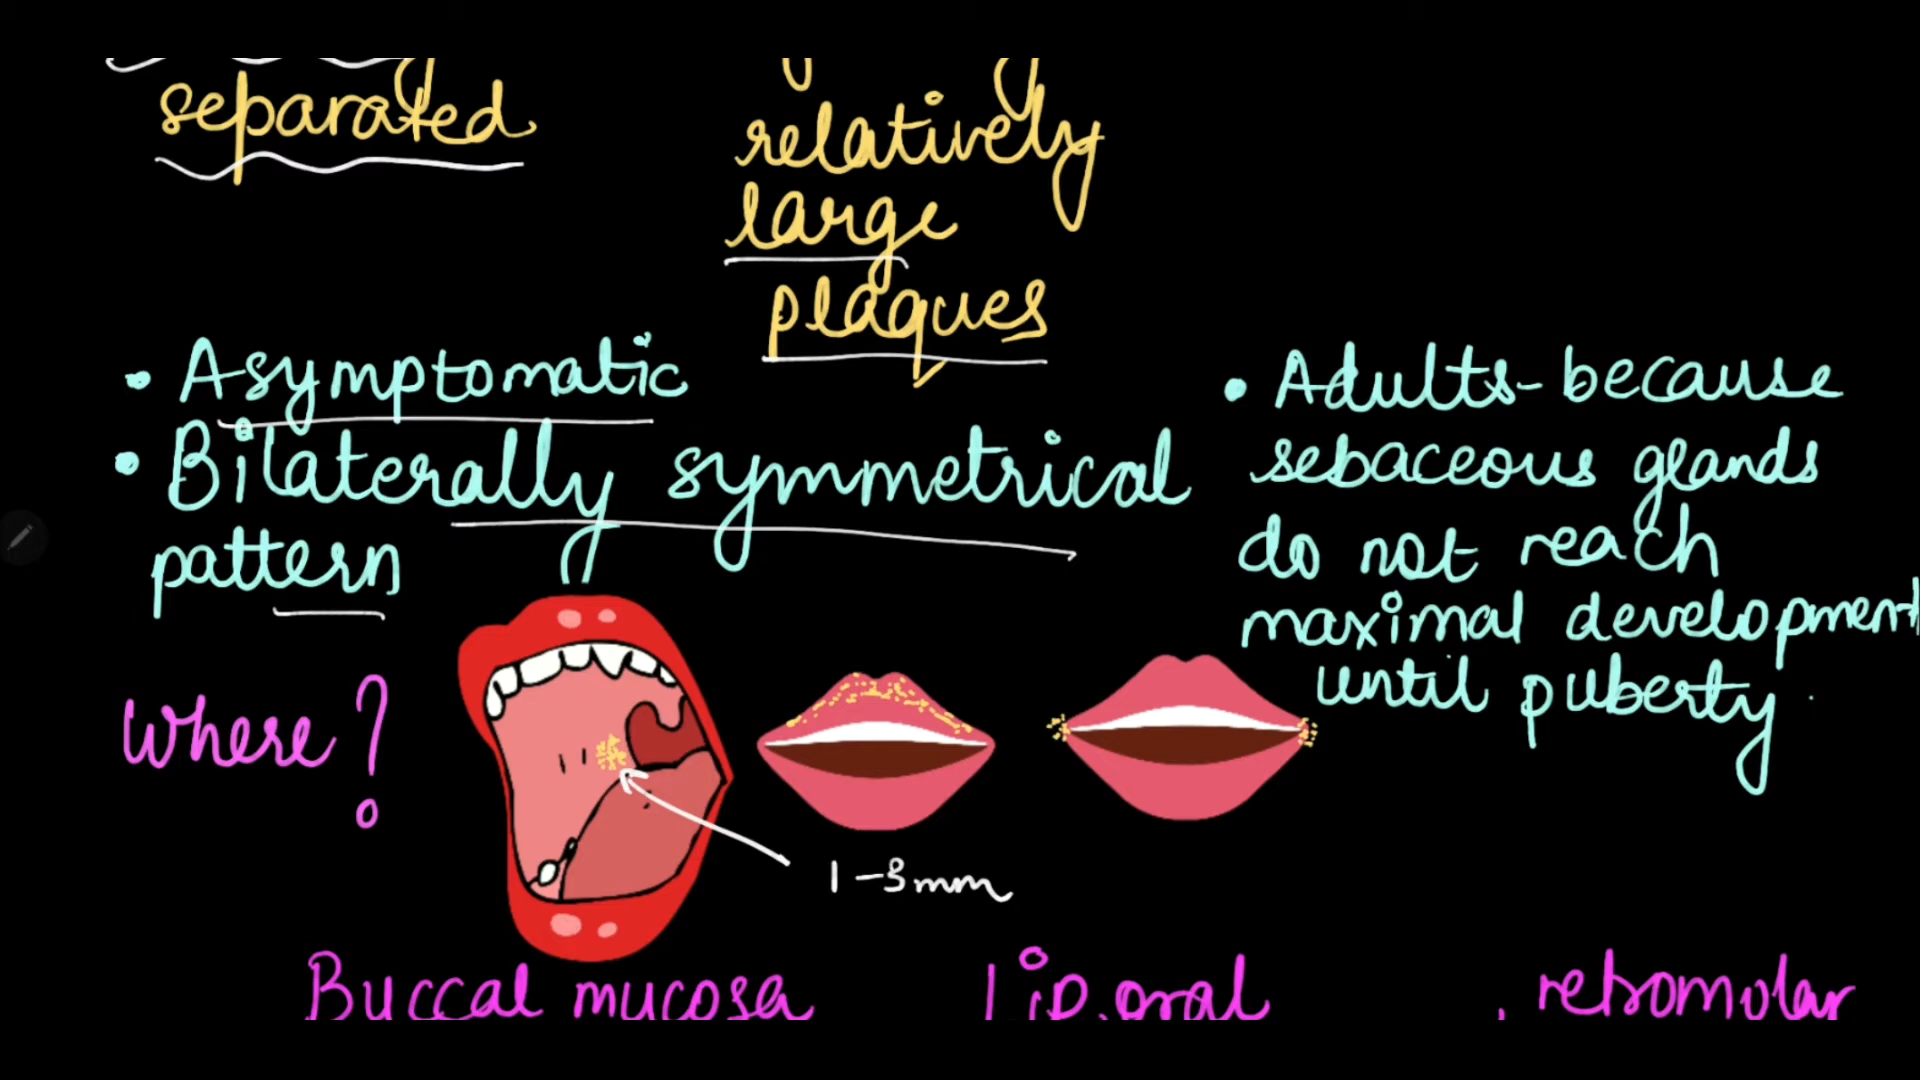 separated
relatively
large
plaques
• Asymptomatic
• Bilaterally symmetrical
pattern
• Adults - because
sebaceous glands
do not reach
maximal development
until puberty.
Where?
1-3mm
Buccal mucosa
Lip, oral
retromolar